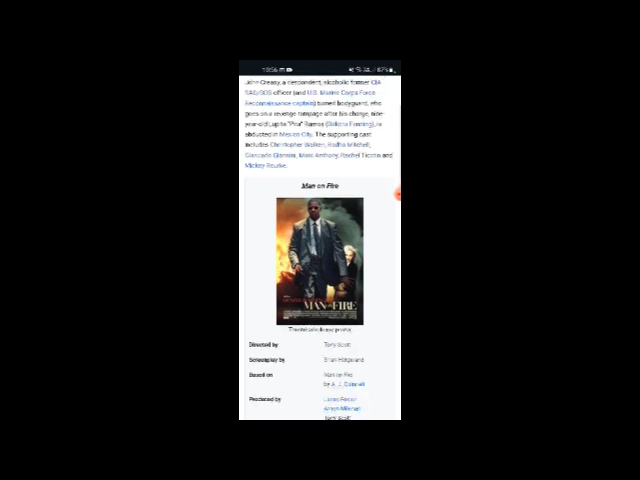 10:56
John Creasy, a despondent, alcoholic former CIA
SAD/SOG officer (and U.S. Marine Corps Force
Reconnaissance captain) turned bodyguard, who
goes on a revenge rampage after his charge, nine-
year-old Lupita "Pita" Ramos (Dakota Fanning), is
abducted in Mexico City. The supporting cast
includes Christopher Walken, Radha Mitchell,
Giancarlo Giannini, Marc Anthony, Rachel Ticotin and
Mickey Rourke.
Man on Fire
MAN ON FIRE
Theatrical release poster
Directed by Tony Scott
Screenplay by Brian Helgeland
Based on Man on Fire
by A. J. Quinnell
Produced by Lucas Foster
Arnon Milchan
Tony Scott